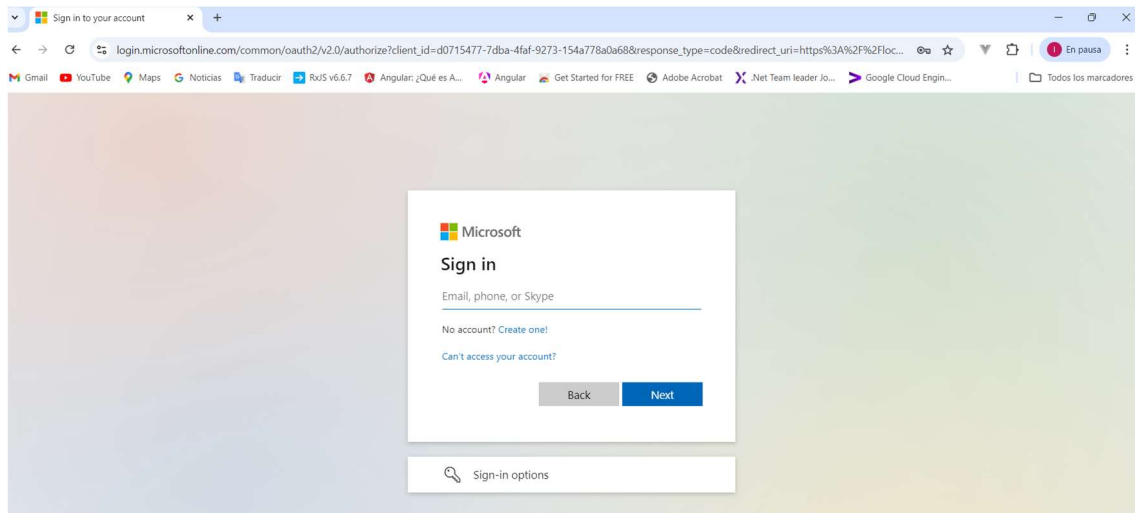 Sign in to your account
login.microsoftonline.com/common/oauth2/v2.0/authorize?client_id=d0715477-7dba-4faf-9273-154a778a0a68&response_type=code&redirect_uri=https%3A%2F%2Floc...
En pausa
Gmail YouTube Maps Noticias Traducir RxJS v6.6.7 Angular: ¿Qué es A... Angular Get Started for FREE Adobe Acrobat .Net Team leader Jo... Google Cloud Engin... Todos los marcadores
Microsoft
Sign in
Email, phone, or Skype
No account? Create one!
Can't access your account?
Back Next
Sign-in options